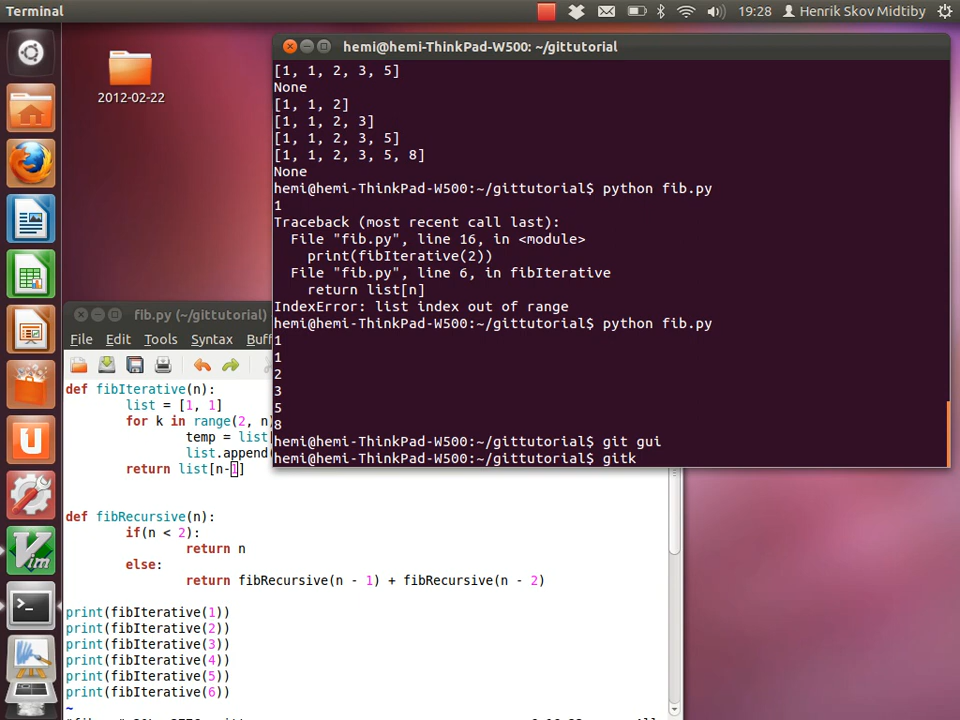 Terminal
19:28 Henrik Skov Midtiby
2012-02-22
hemi@hemi-ThinkPad-W500: ~/gittutorial
[1, 1, 2, 3, 5]
None
[1, 1, 2]
[1, 1, 2, 3]
[1, 1, 2, 3, 5]
[1, 1, 2, 3, 5, 8]
None
hemi@hemi-ThinkPad-W500:~/gittutorial$ python fib.py
1
Traceback (most recent call last):
File "fib.py", line 16, in <module>
print(fibIterative(2))
File "fib.py", line 6, in fibIterative
return list[n]
IndexError: list index out of range
hemi@hemi-ThinkPad-W500:~/gittutorial$ python fib.py
1
1
2
3
5
8
hemi@hemi-ThinkPad-W500:~/gittutorial$ git gui
hemi@hemi-ThinkPad-W500:~/gittutorial$ gitk
fib.py (~/gittutorial)
File Edit Tools Syntax Buff
def fibIterative(n):
list = [1, 1]
for k in range(2, n)
temp = list[
list.append(
return list[n-1]
def fibRecursive(n):
if(n < 2):
return n
else:
return fibRecursive(n - 1) + fibRecursive(n - 2)
print(fibIterative(1))
print(fibIterative(2))
print(fibIterative(3))
print(fibIterative(4))
print(fibIterative(5))
print(fibIterative(6))
~